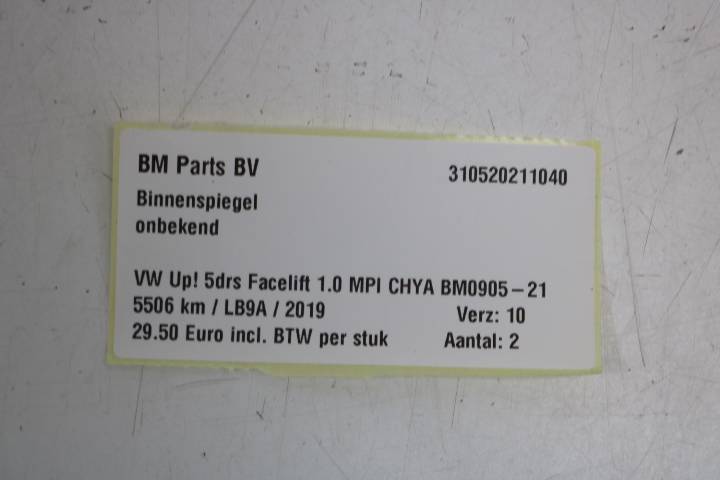 BM Parts BV 310520211040
Binnenspiegel
onbekend
VW Up! 5drs Facelift 1.0 MPI CHYA BM0905-21
5506 km / LB9A / 2019 Verz: 10
29.50 Euro incl. BTW per stuk Aantal: 2